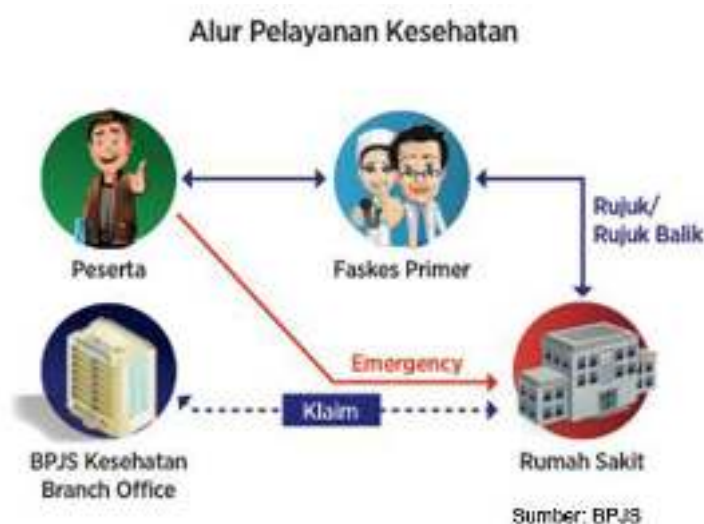 Alur Pelayanan Kesehatan
Peserta
Faskes Primer
Rujuk/
Rujuk Balik
Emergency
Klaim
BPJS Kesehatan
Branch Office
Rumah Sakit
Sumber: BPJS